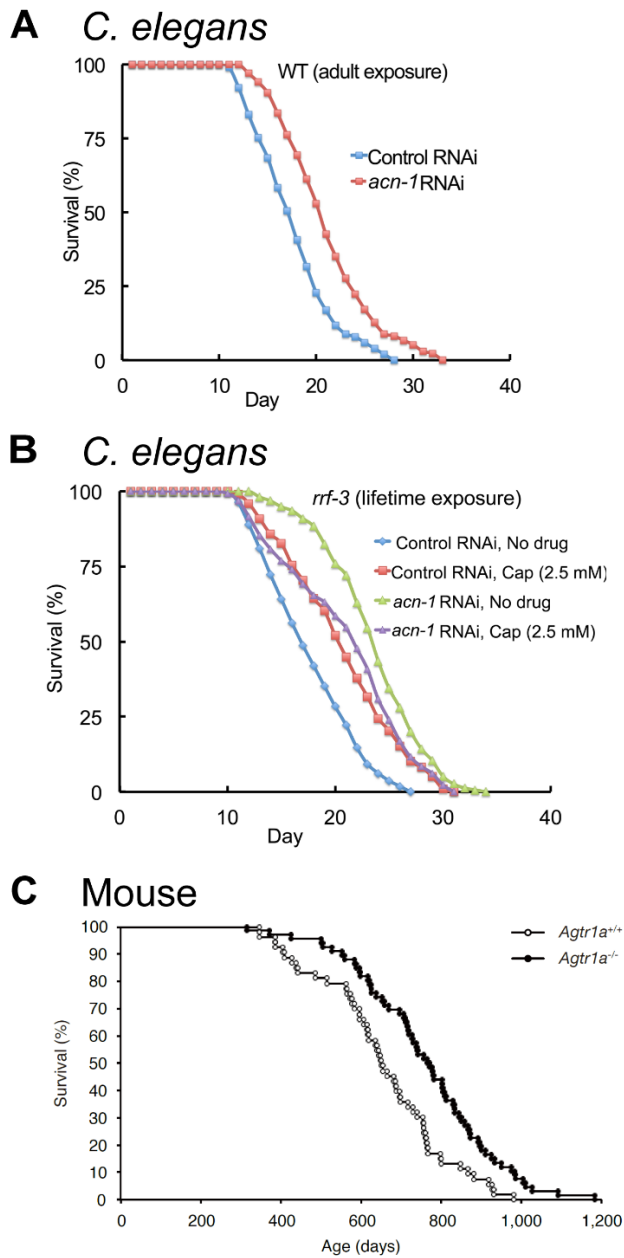 A C. elegans
WT (adult exposure)
100
75
50
25
0
Survival (%)
Control RNAi
acn-1 RNAi
0 10 20 30 40
Day
B C. elegans
rrf-3 (lifetime exposure)
100
75
50
25
0
Survival (%)
Control RNAi, No drug
Control RNAi, Cap (2.5 mM)
acn-1 RNAi, No drug
acn-1 RNAi, Cap (2.5 mM)
0 10 20 30 40
Day
C Mouse
100
90
80
70
60
50
40
30
20
10
0
Survival (%)
Agtr1a+/+
Agtr1a-/-
0 200 400 600 800 1,000 1,200
Age (days)